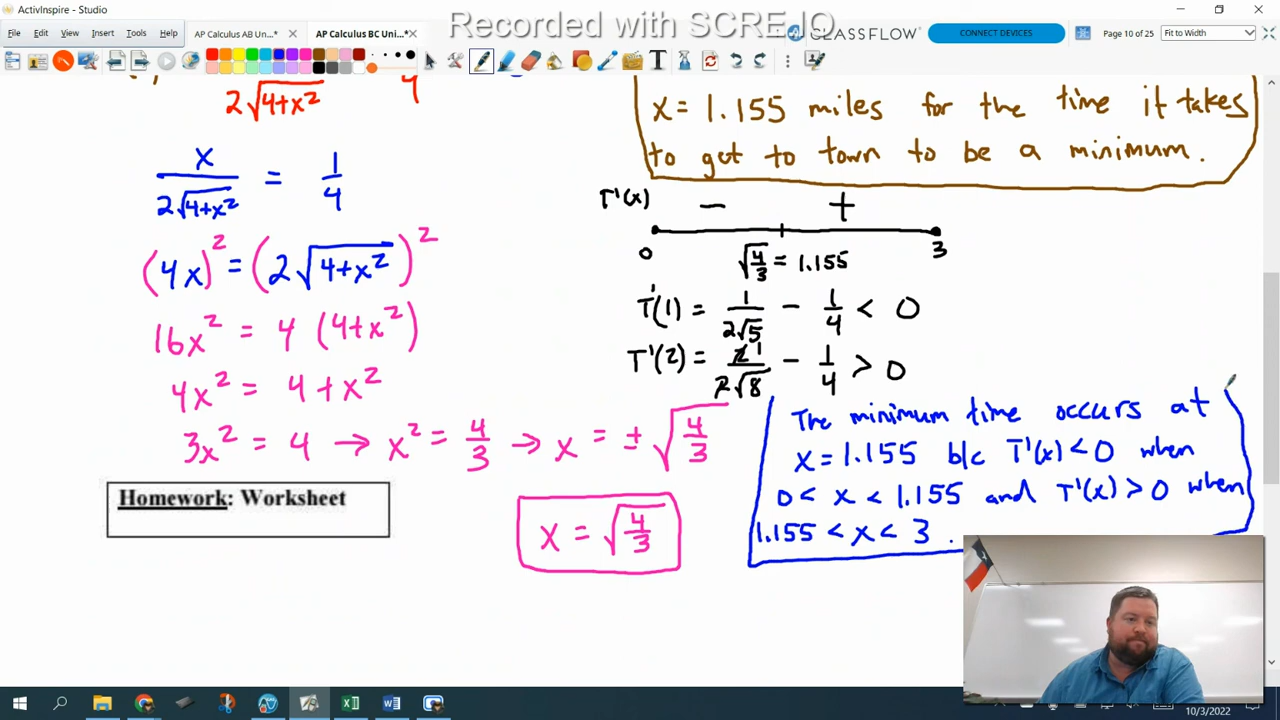 ActivInspire - Studio
Recorded with SCRE.IO
File Edit View Insert Tools Help
AP Calculus AB Un...*
AP Calculus BC Uni...*
CLASSFLOW
CONNECT DEVICES
Page 10 of 25
Fit to Width
2√(4+x²) 4
x/(2√(4+x²)) = 1/4
(4x)² = (2√(4+x²))²
16x² = 4 (4+x²)
4x² = 4 + x²
3x² = 4 → x² = 4/3 → x = ± √(4/3)
x = √(4/3)
Homework: Worksheet
x = 1.155 miles for the time it takes
to get to town to be a minimum.
T'(x) − +
0 √(4/3) = 1.155 3
T'(1) = 1/(2√5) − 1/4 < 0
T'(2) = 21/(2√8) − 1/4 > 0
The minimum time occurs at
x = 1.155 b/c T'(x) < 0 when
0 < x < 1.155 and T'(x) > 0 when
1.155 < x < 3 .
10/3/2022